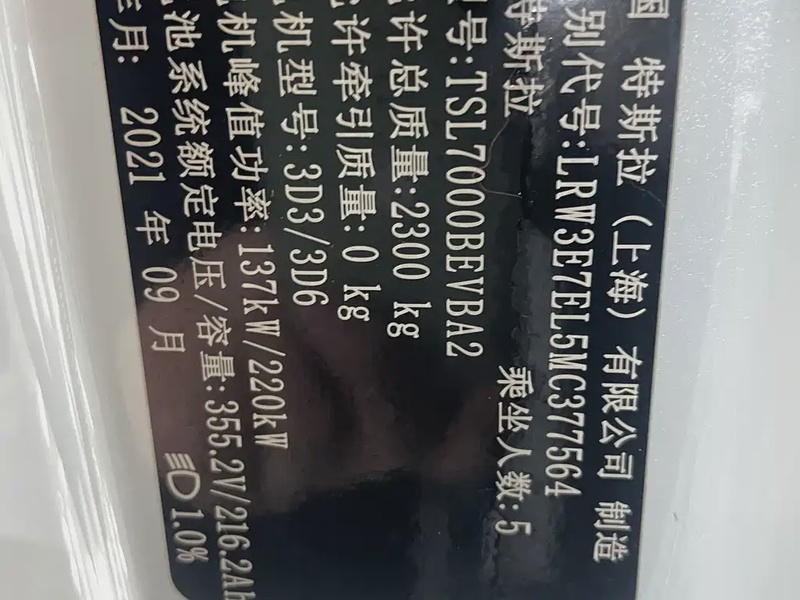 国 特斯拉（上海）有限公司 制造
别代号:LRW3E7EL5MC377564
特斯拉 乘坐人数:5
号:TSL7000BEVBA2
许总质量:2300 kg
许牵引质量:0 kg
机型号:3D3/3D6
机峰值功率:137kW/220kW
池系统额定电压/容量:355.2V/216.2Ah
年月: 2021 年 09 月 1.0%